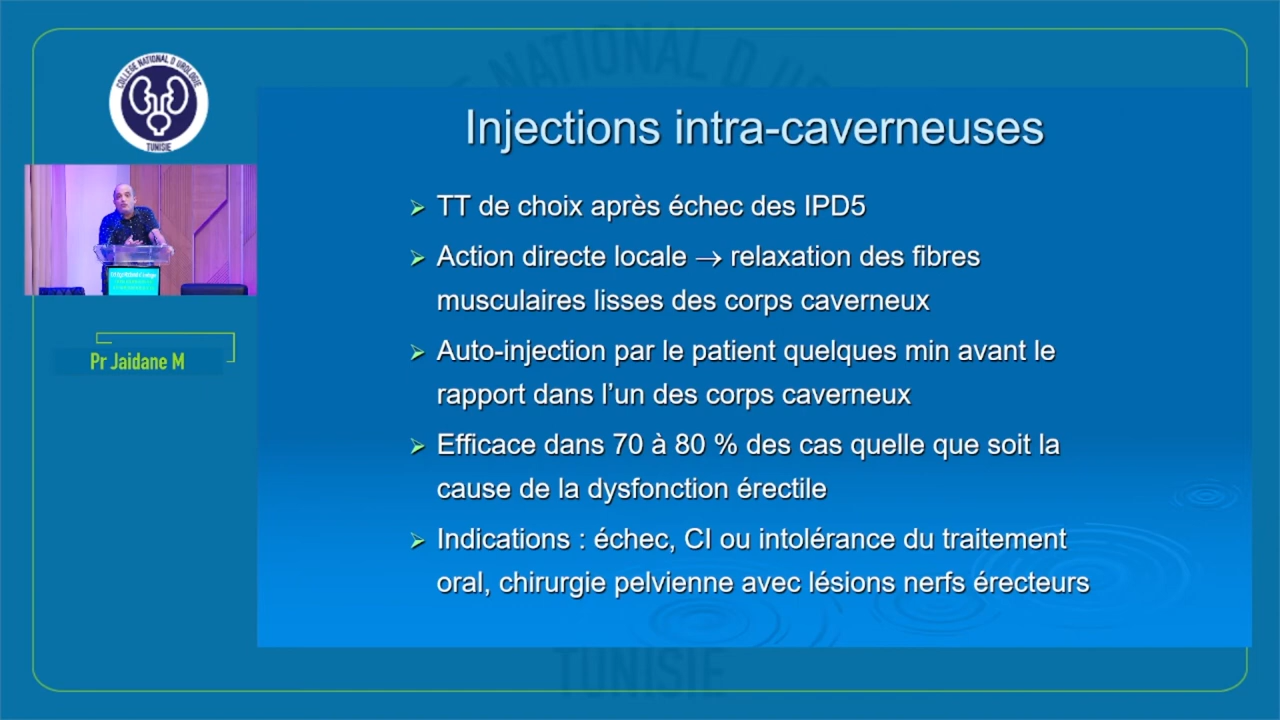 COLLÈGE NATIONAL D UROLOGIE
TUNISIE
Pr Jaidane M
Injections intra-caverneuses
TT de choix après échec des IPD5
Action directe locale → relaxation des fibres
musculaires lisses des corps caverneux
Auto-injection par le patient quelques min avant le
rapport dans l’un des corps caverneux
Efficace dans 70 à 80 % des cas quelle que soit la
cause de la dysfonction érectile
Indications : échec, CI ou intolérance du traitement
oral, chirurgie pelvienne avec lésions nerfs érecteurs
NATIONAL D
TUNISIE